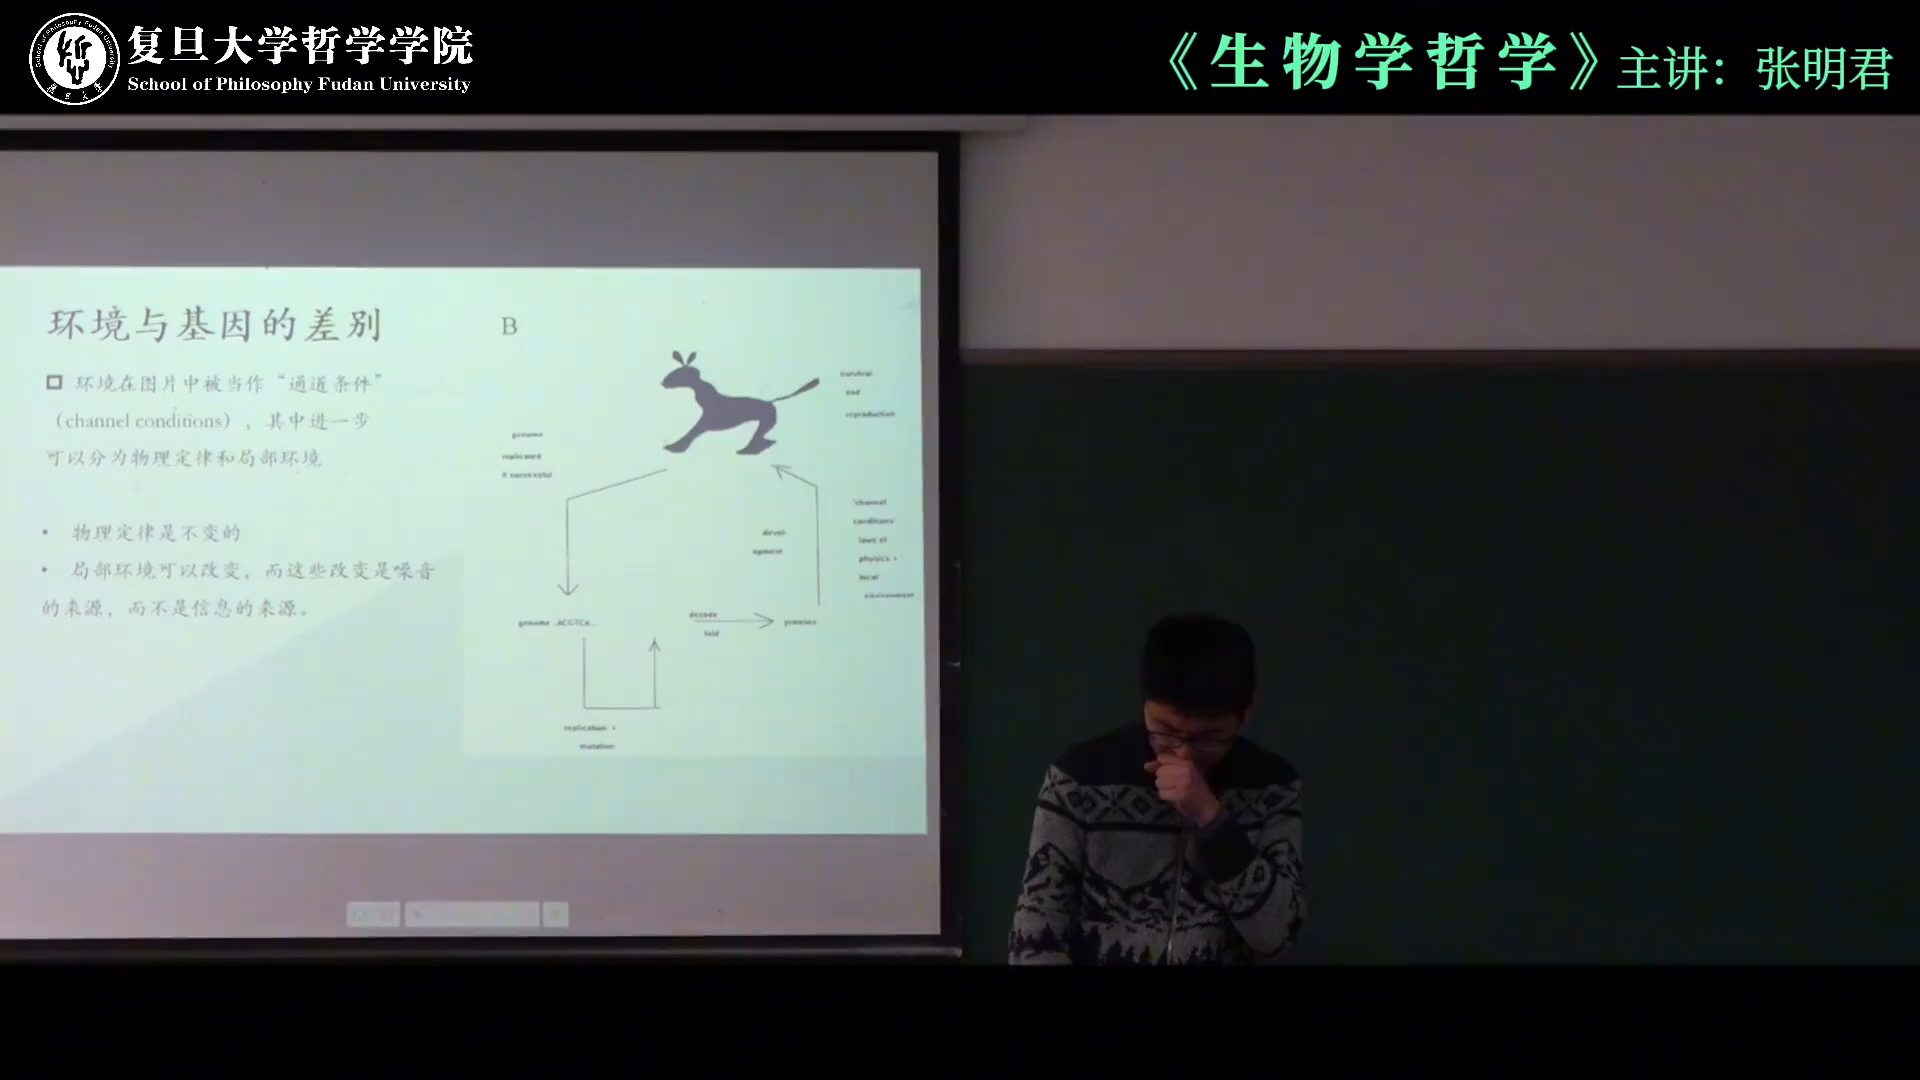 复旦大学哲学学院
School of Philosophy Fudan University
《生物学哲学》主讲：张明君
环境与基因的差别
环境在图片中被当作“通道条件”
（channel conditions），其中进一步
可以分为物理定律和局部环境
• 物理定律是不变的
• 局部环境可以改变，而这些改变是噪音
的来源，而不是信息的来源。
B
survival
and
reproduction
genome
replicated
if successful
'channel
conditions'
laws of
physics +
local
environment
devel
opment
genome ..ACGTCA...
decode
fold
proteins
replication +
mutation